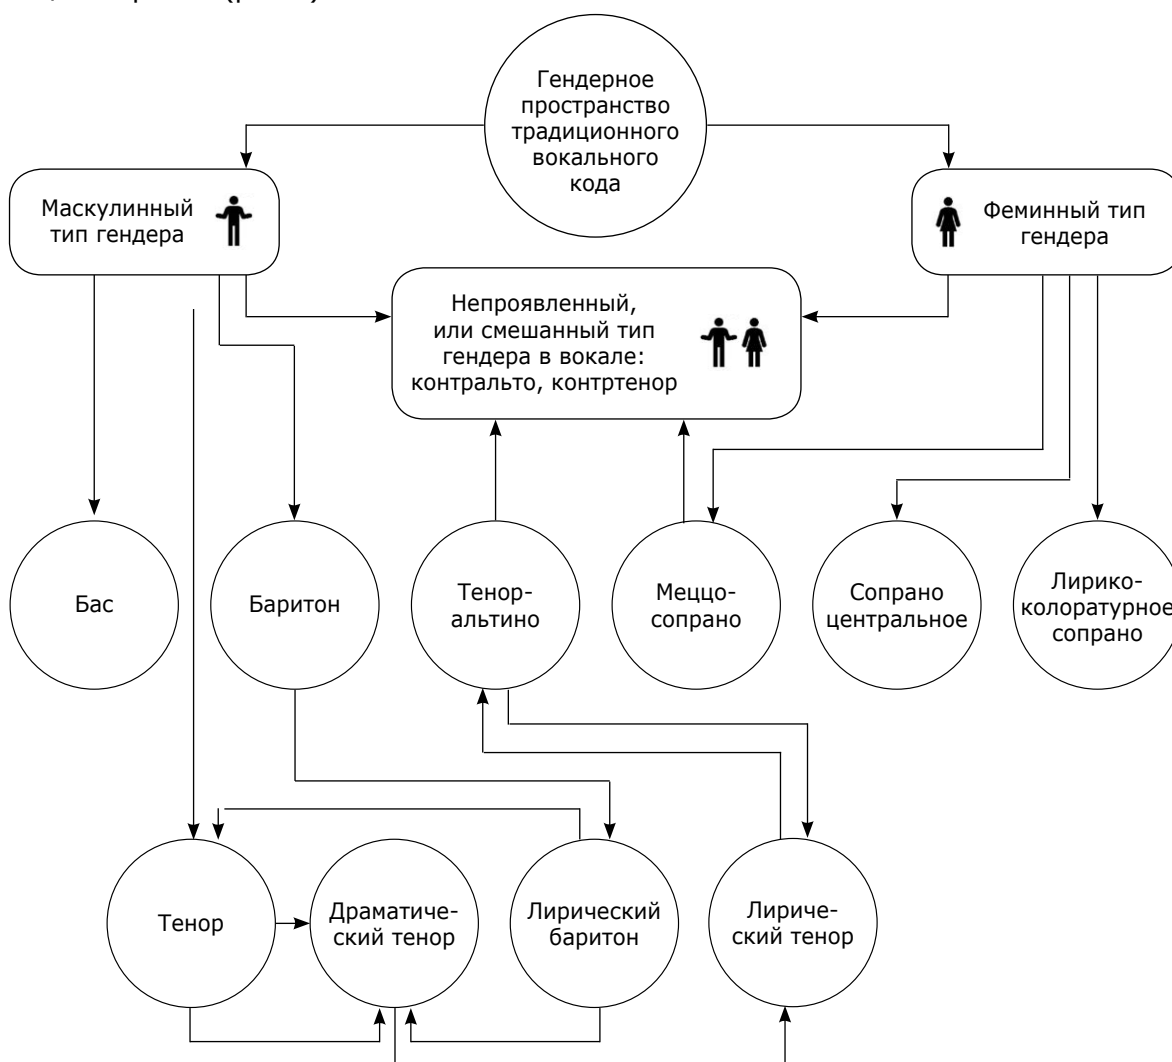 Гендерное
пространство
традиционного
вокального
кода
Маскулинный
тип гендера
Феминный тип
гендера
Непроявленный,
или смешанный тип
гендера в вокале:
контральто, контртенор
Бас
Баритон
Тенор-
альтино
Меццо-
сопрано
Сопрано
центральное
Лирико-
колоратурное
сопрано
Тенор
Драматиче-
ский тенор
Лирический
баритон
Лириче-
ский тенор